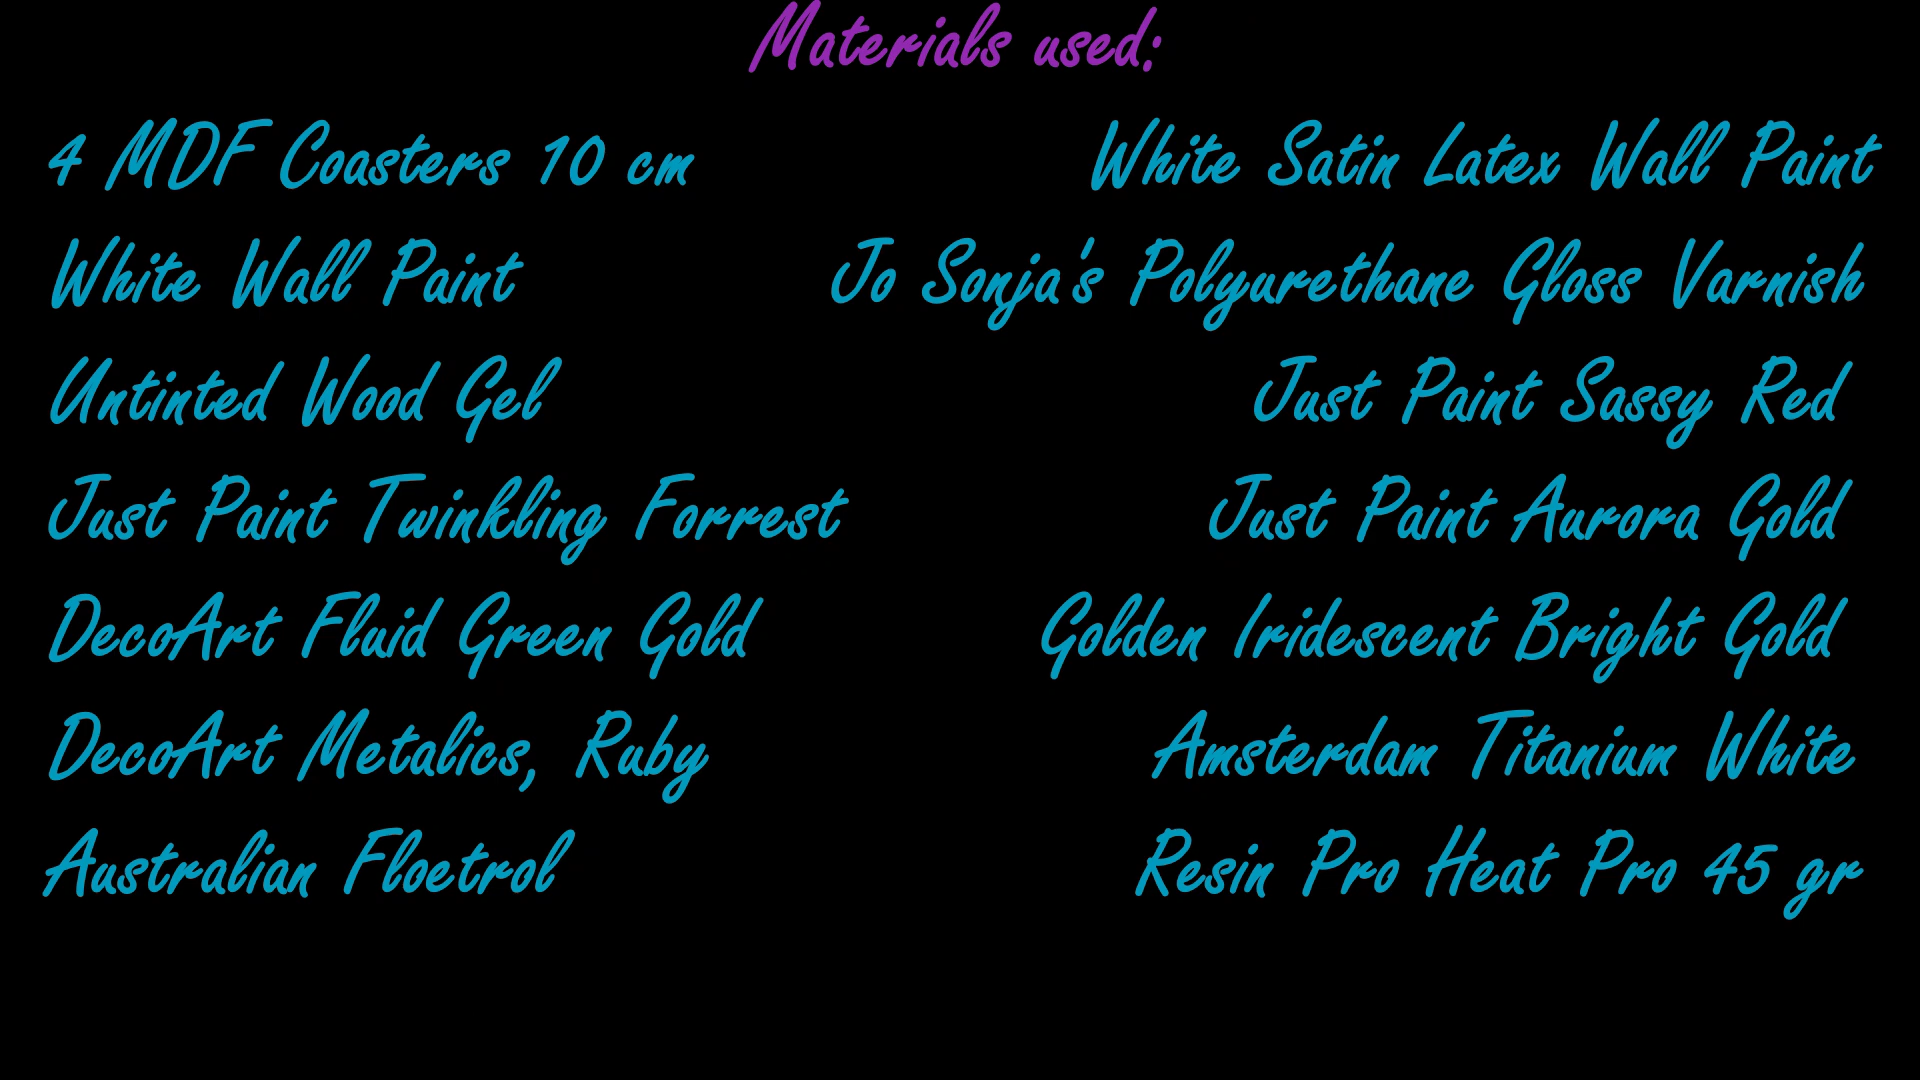 Materials used:
4 MDF Coasters 10 cm
White Wall Paint
Untinted Wood Gel
Just Paint Twinkling Forrest
DecoArt Fluid Green Gold
DecoArt Metalics, Ruby
Australian Floetrol
White Satin Latex Wall Paint
Jo Sonja's Polyurethane Gloss Varnish
Just Paint Sassy Red
Just Paint Aurora Gold
Golden Iridescent Bright Gold
Amsterdam Titanium White
Resin Pro Heat Pro 45 gr